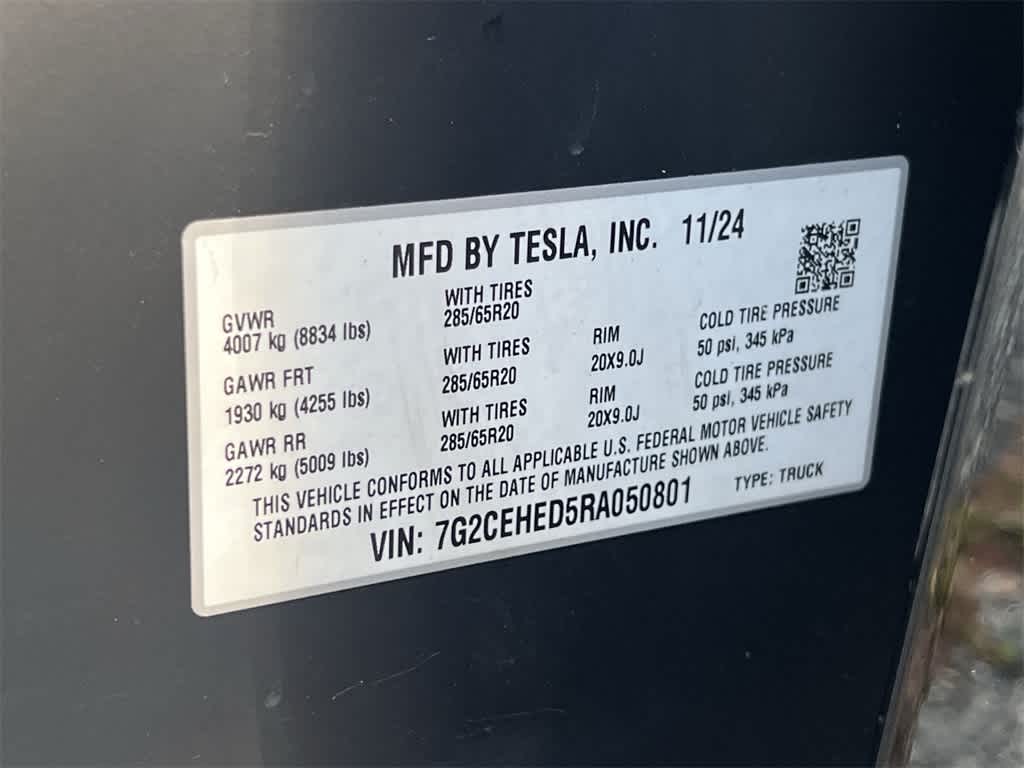 MFD BY TESLA, INC. 11/24
GVWR
4007 kg (8834 lbs)
WITH TIRES
285/65R20
GAWR FRT
1930 kg (4255 lbs)
WITH TIRES
285/65R20
RIM
20X9.0J
COLD TIRE PRESSURE
50 psi, 345 kPa
GAWR RR
2272 kg (5009 lbs)
WITH TIRES
285/65R20
RIM
20X9.0J
COLD TIRE PRESSURE
50 psi, 345 kPa
THIS VEHICLE CONFORMS TO ALL APPLICABLE U.S. FEDERAL MOTOR VEHICLE SAFETY
STANDARDS IN EFFECT ON THE DATE OF MANUFACTURE SHOWN ABOVE.
VIN: 7G2CEHED5RA050801
TYPE: TRUCK